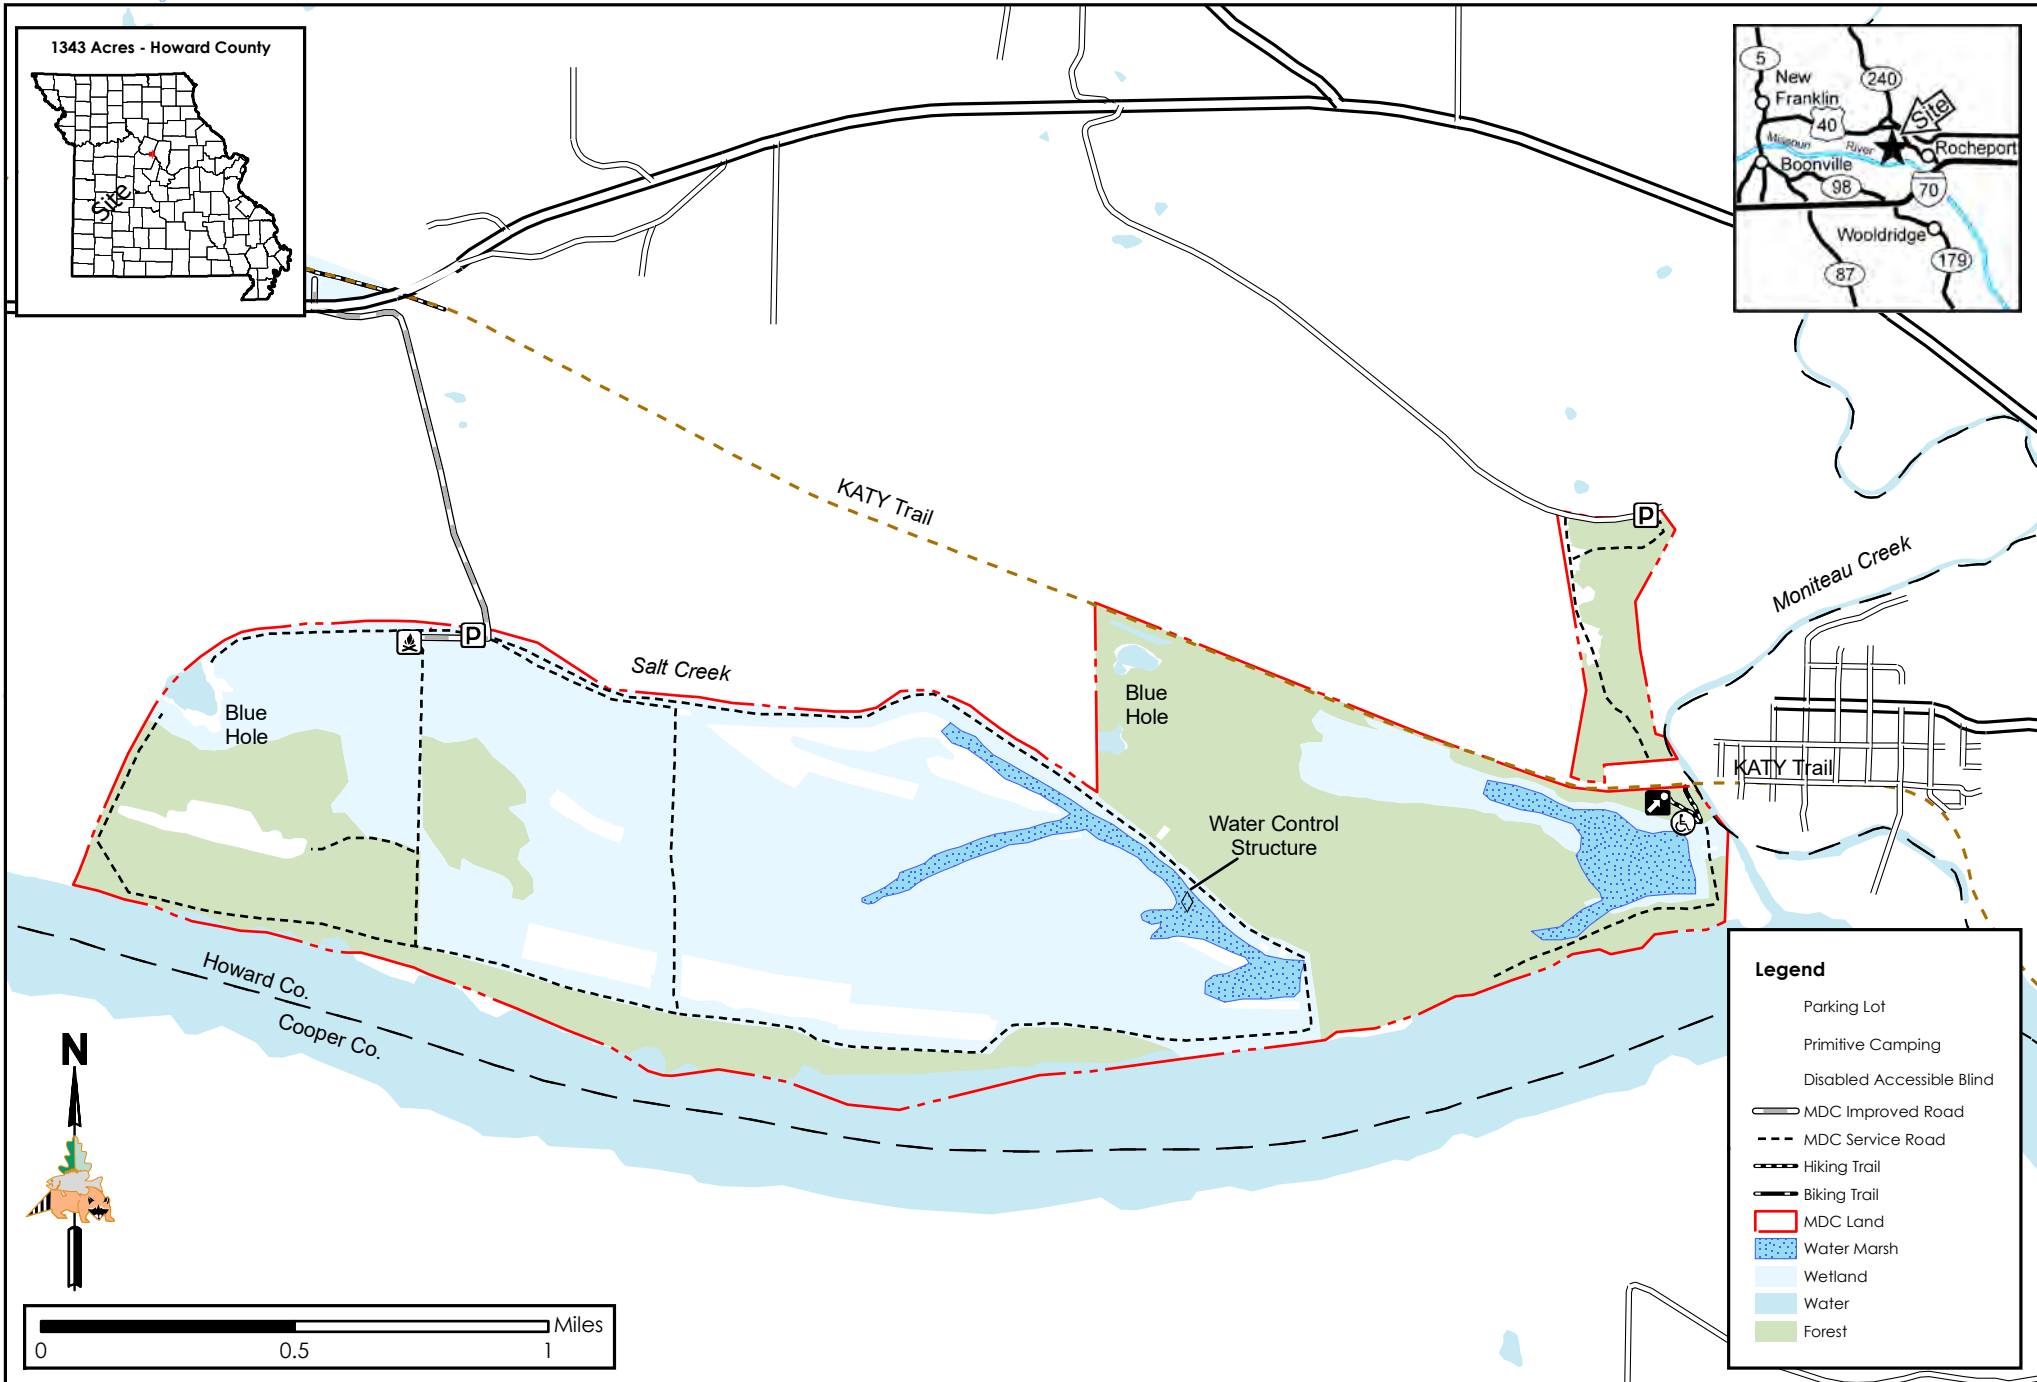 1343 Acres - Howard County
Site
5
New
Franklin
240
40
Site
Missouri River
Rocheport
Boonville
98
70
Wooldridge
179
87
KATY Trail
P
Moniteau Creek
P
Salt Creek
Blue
Hole
Blue
Hole
KATY Trail
Water Control
Structure
Howard Co.
Cooper Co.
N
Legend
Parking Lot
Primitive Camping
Disabled Accessible Blind
MDC Improved Road
MDC Service Road
Hiking Trail
Biking Trail
MDC Land
Water Marsh
Wetland
Water
Forest
Miles
0 0.5 1